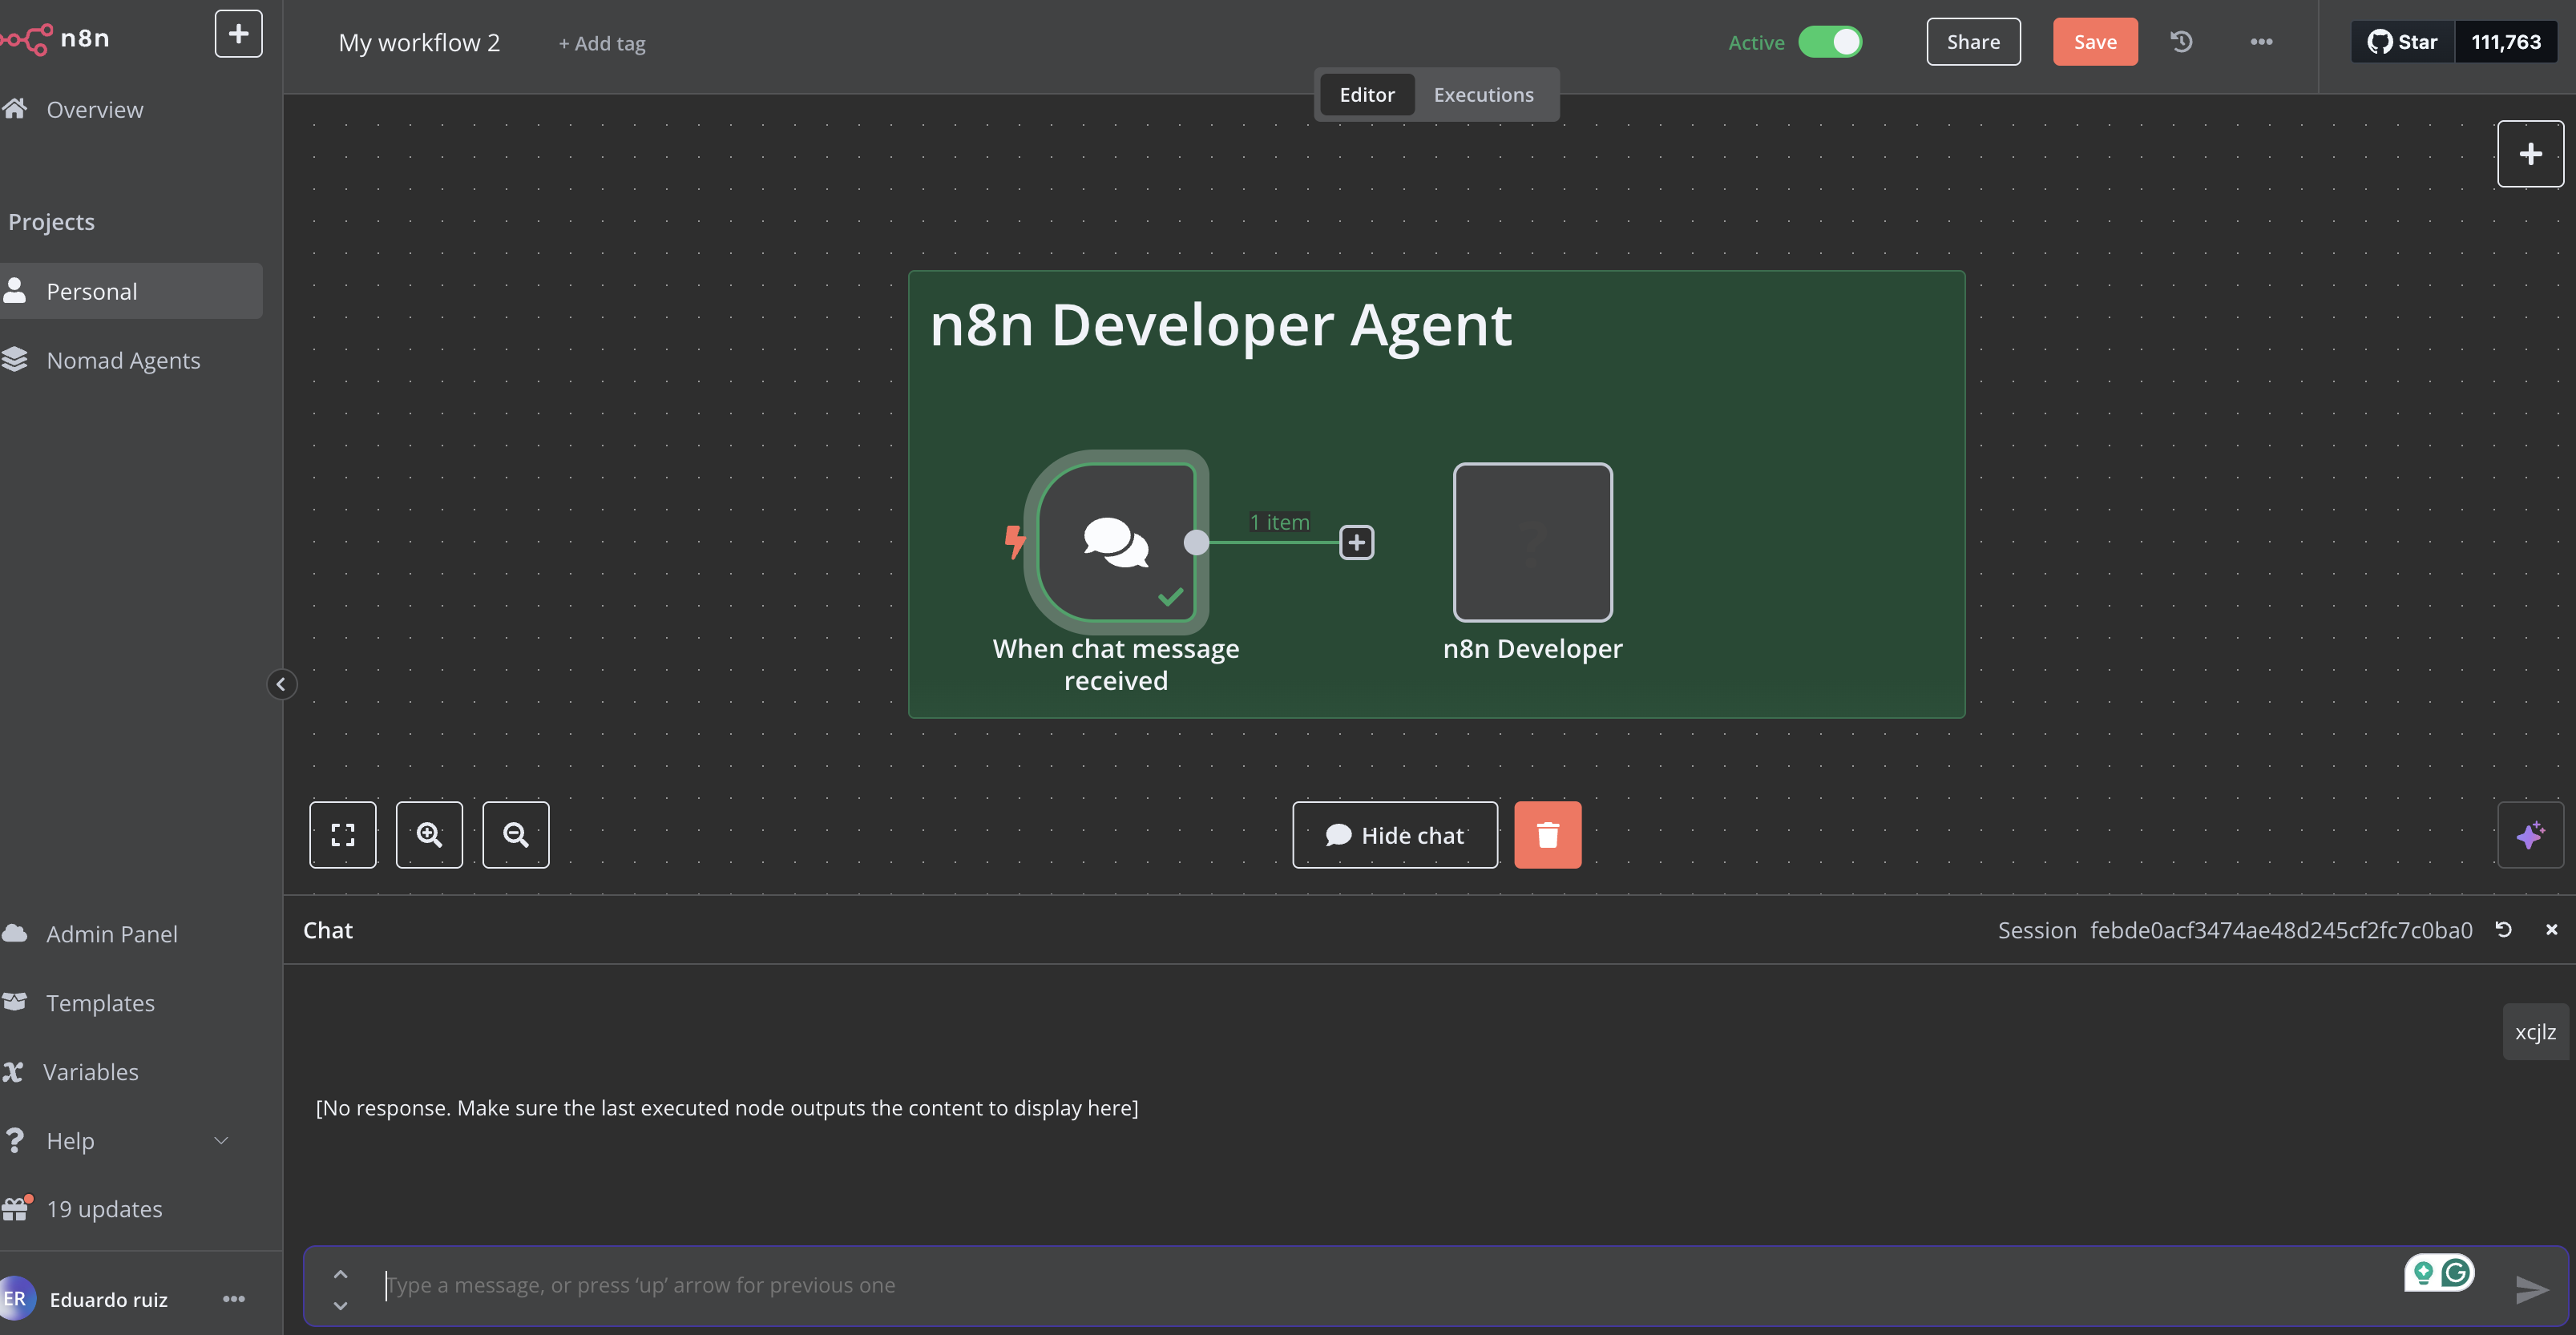 n8n
My workflow 2
+ Add tag
Active
Share
Save
Star
111,763
Editor
Executions
Overview
Projects
Personal
Nomad Agents
n8n Developer Agent
1 item
When chat message
received
n8n Developer
Hide chat
Admin Panel
Templates
Variables
Help
19 updates
ER
Eduardo ruiz
Chat
Session febde0acf3474ae48d245cf2fc7c0ba0
xcjlz
[No response. Make sure the last executed node outputs the content to display here]
Type a message, or press ‘up’ arrow for previous one